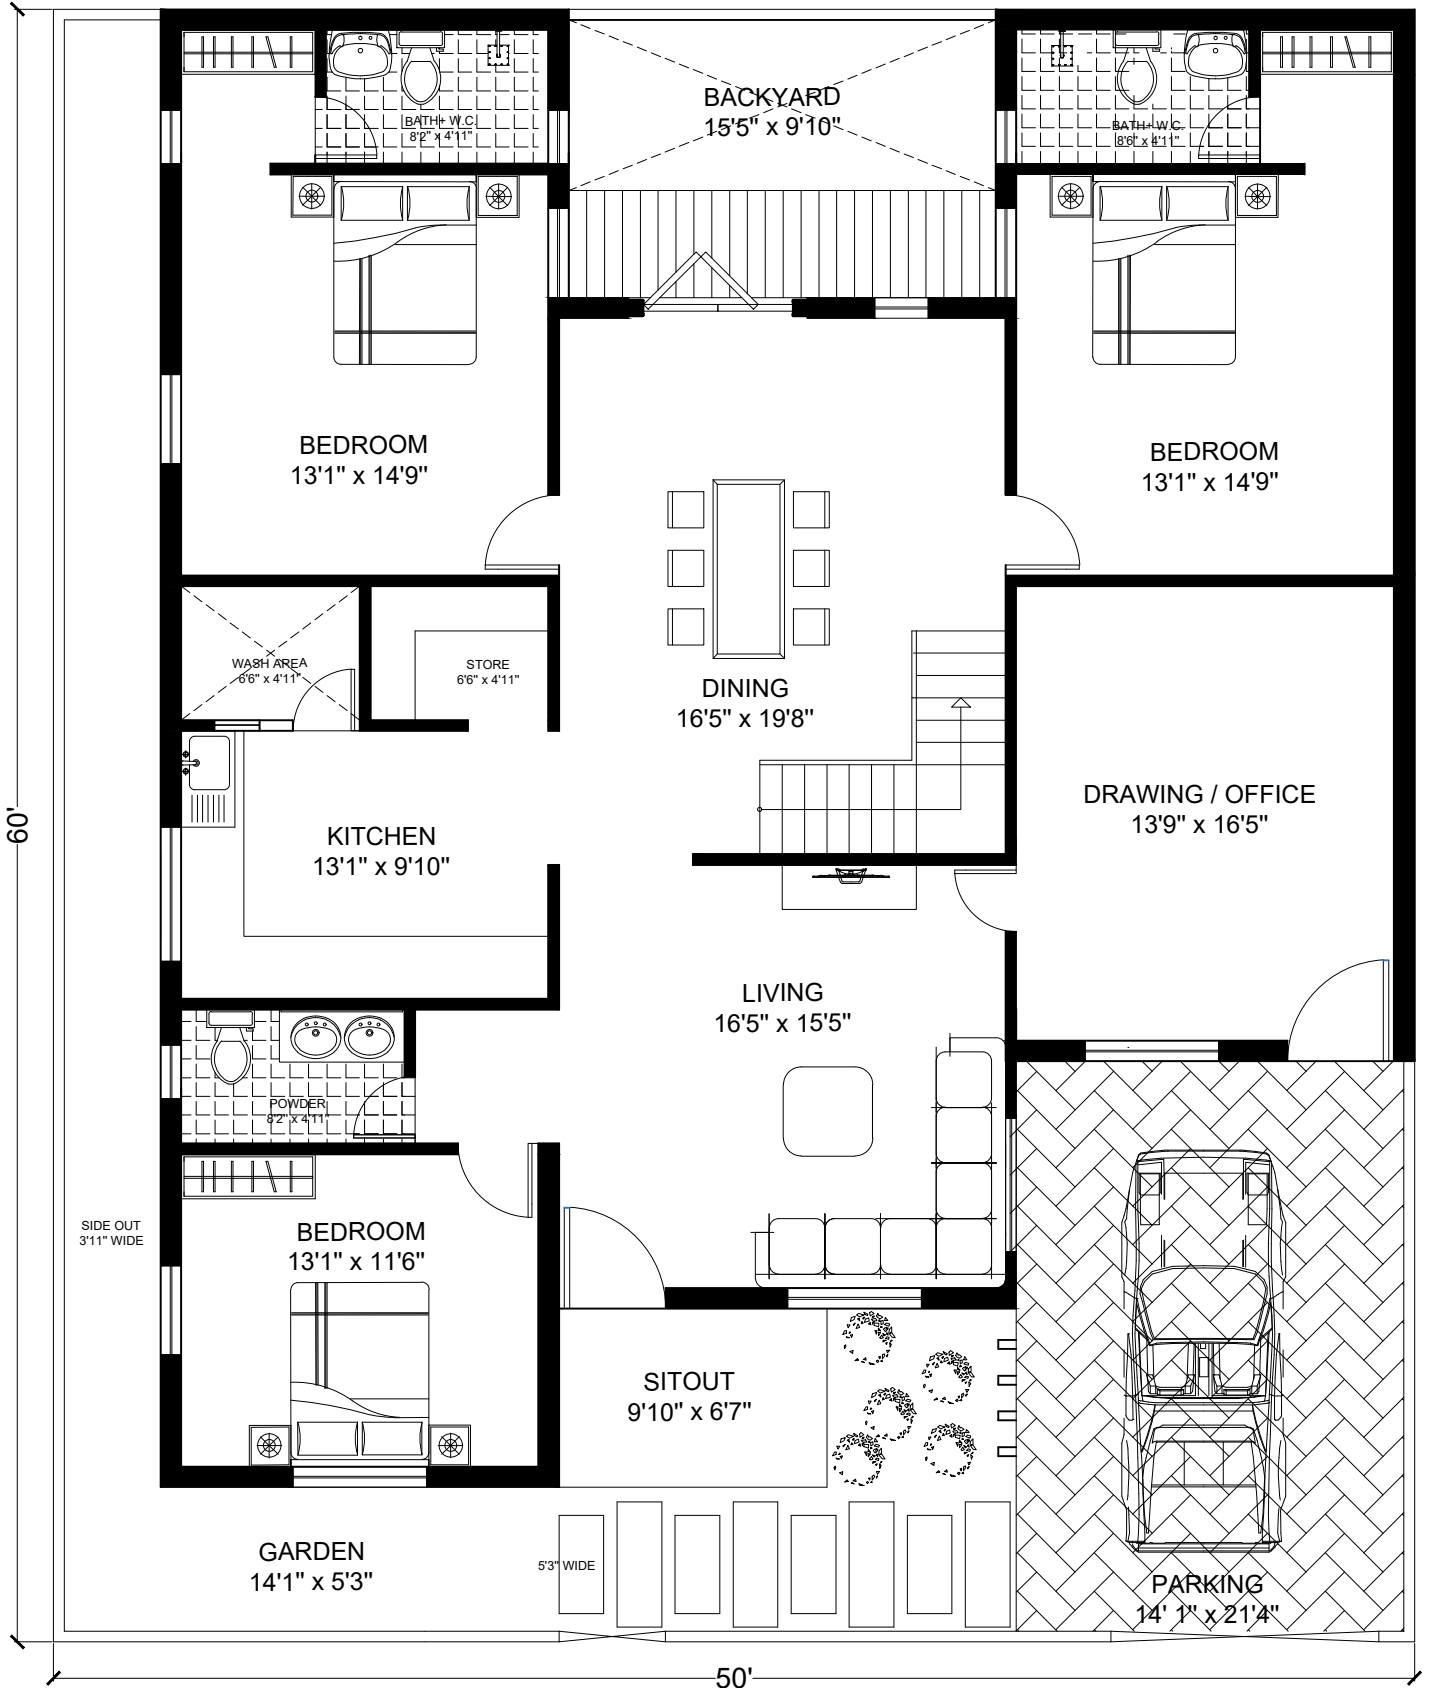 BACKYARD
15'5" x 9'10"
BATH+ W.C.
8'2" x 4'11"
BATH+ W.C.
8'6" x 4'11"
BEDROOM
13'1" x 14'9"
BEDROOM
13'1" x 14'9"
WASH AREA
6'6" x 4'11"
STORE
6'6" x 4'11"
DINING
16'5" x 19'8"
DRAWING / OFFICE
13'9" x 16'5"
60'
KITCHEN
13'1" x 9'10"
LIVING
16'5" x 15'5"
POWDER
8'2" x 4'11"
SIDE OUT
3'11" WIDE
BEDROOM
13'1" x 11'6"
SITOUT
9'10" x 6'7"
GARDEN
14'1" x 5'3"
5'3" WIDE
PARKING
14' 1" x 21'4"
50'